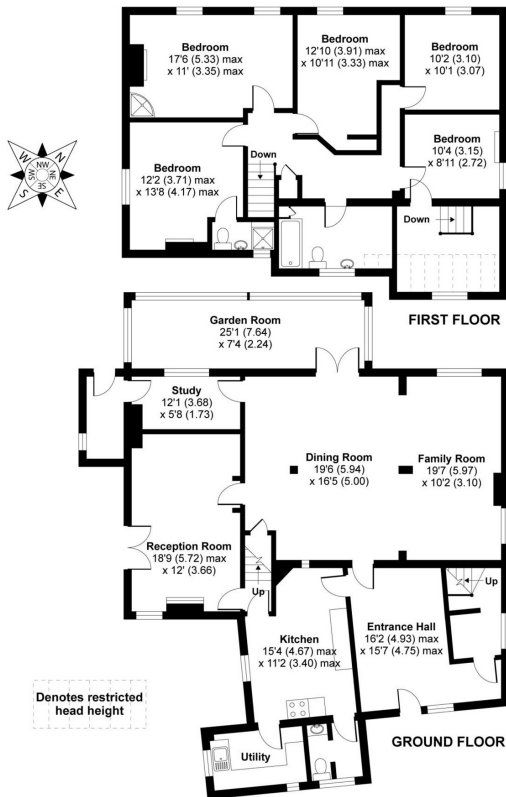 Bedroom
17'6 (5.33) max
x 11' (3.35) max
Bedroom
12'10 (3.91) max
x 10'11 (3.33) max
Bedroom
10'2 (3.10)
x 10'1 (3.07)
Bedroom
10'4 (3.15)
x 8'11 (2.72)
Bedroom
12'2 (3.71) max
x 13'8 (4.17) max
Down
Down
N
NE
E
SE
S
SW
W
NW
FIRST FLOOR
Garden Room
25'1 (7.64)
x 7'4 (2.24)
Study
12'1 (3.68)
x 5'8 (1.73)
Dining Room
19'6 (5.94)
x 16'5 (5.00)
Family Room
19'7 (5.97)
x 10'2 (3.10)
Reception Room
18'9 (5.72) max
x 12' (3.66)
Up
Up
Kitchen
15'4 (4.67) max
x 11'2 (3.40) max
Entrance Hall
16'2 (4.93) max
x 15'7 (4.75) max
Utility
Denotes restricted
head height
GROUND FLOOR